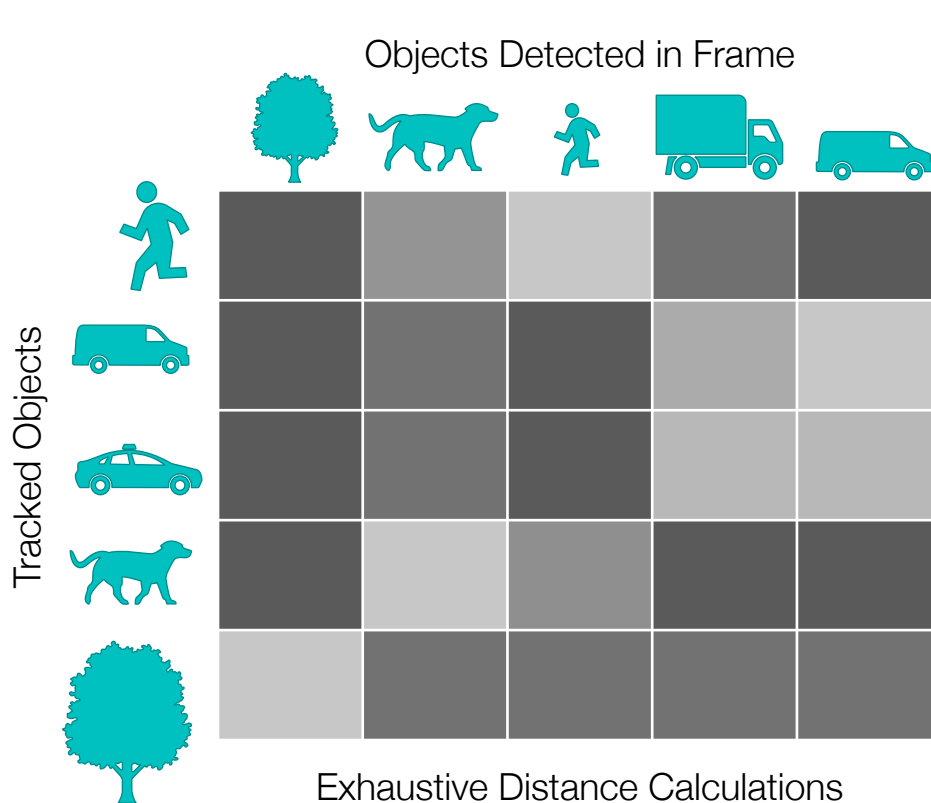 Objects Detected in Frame
Tracked Objects
Exhaustive Distance Calculations